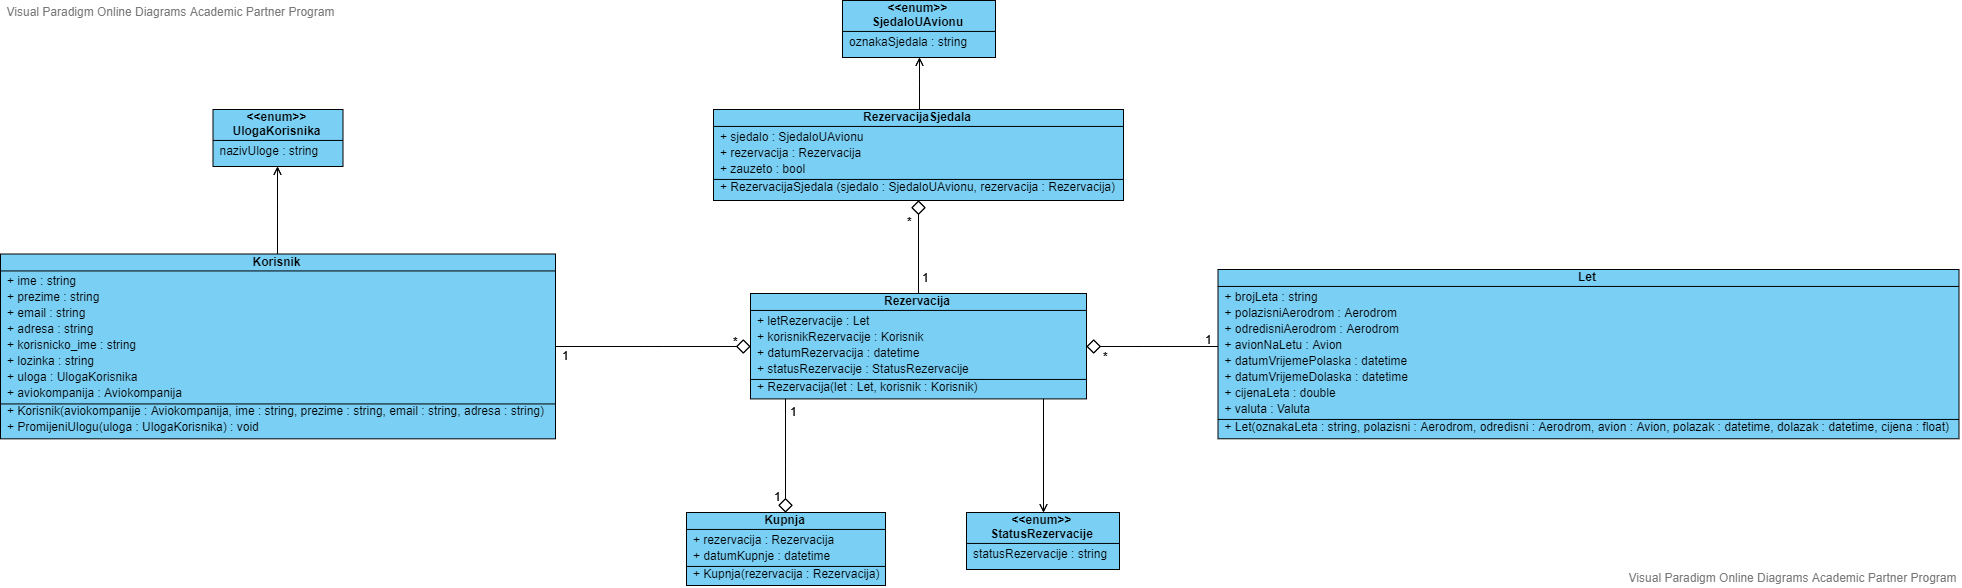 Visual Paradigm Online Diagrams Academic Partner Program
<<enum>>
SjedaloUAvionu
oznakaSjedala : string
<<enum>>
UlogaKorisnika
nazivUloge : string
RezervacijaSjedala
+ sjedalo : SjedaloUAvionu
+ rezervacija : Rezervacija
+ zauzeto : bool
+ RezervacijaSjedala (sjedalo : SjedaloUAvionu, rezervacija : Rezervacija)
*
1
Korisnik
+ ime : string
+ prezime : string
+ email : string
+ adresa : string
+ korisnicko_ime : string
+ lozinka : string
+ uloga : UlogaKorisnika
+ aviokompanija : Aviokompanija
+ Korisnik(aviokompanije : Aviokompanija, ime : string, prezime : string, email : string, adresa : string)
+ PromijeniUlogu(uloga : UlogaKorisnika) : void
1
*
Rezervacija
+ letRezervacije : Let
+ korisnikRezervacije : Korisnik
+ datumRezervacija : datetime
+ statusRezervacije : StatusRezervacije
+ Rezervacija(let : Let, korisnik : Korisnik)
*
1
Let
+ brojLeta : string
+ polazisniAerodrom : Aerodrom
+ odredisniAerodrom : Aerodrom
+ avionNaLetu : Avion
+ datumVrijemePolaska : datetime
+ datumVrijemeDolaska : datetime
+ cijenaLeta : double
+ valuta : Valuta
+ Let(oznakaLeta : string, polazisni : Aerodrom, odredisni : Aerodrom, avion : Avion, polazak : datetime, dolazak : datetime, cijena : float)
1
1
Kupnja
+ rezervacija : Rezervacija
+ datumKupnje : datetime
+ Kupnja(rezervacija : Rezervacija)
<<enum>>
StatusRezervacije
statusRezervacije : string
Visual Paradigm Online Diagrams Academic Partner Program